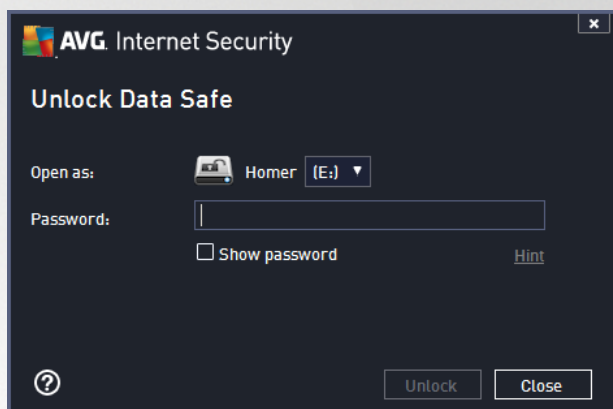 AVG. Internet Security
x
Unlock Data Safe
Open as: Homer (E:) ▼
Password:
Show password Hint
? Unlock Close